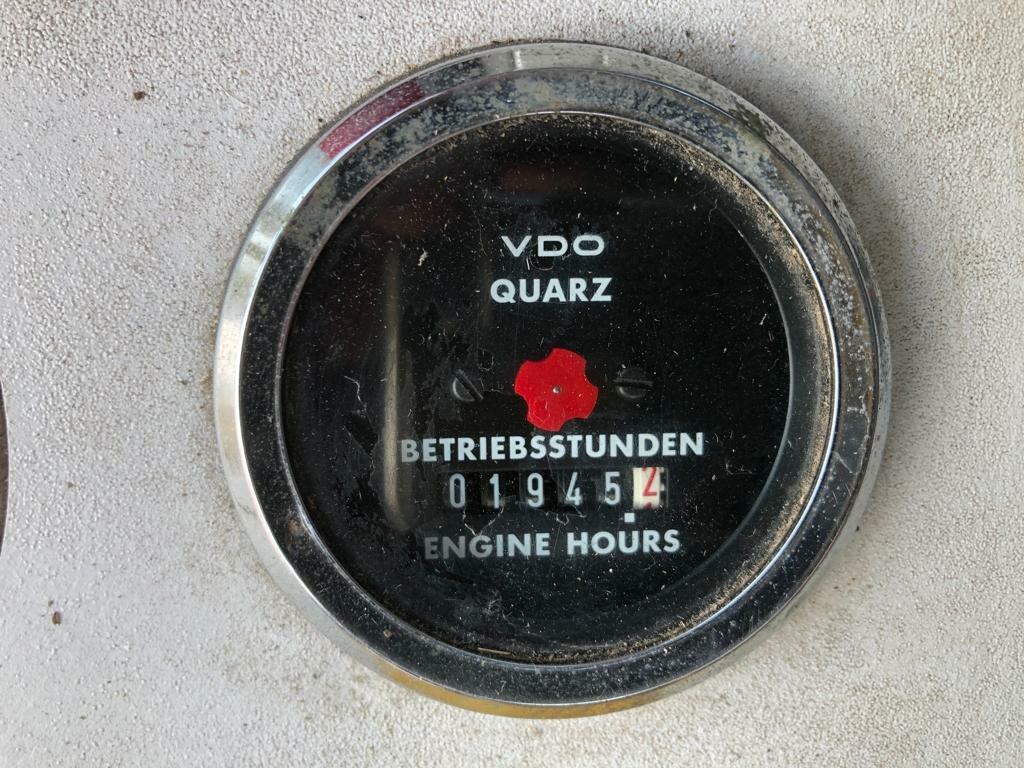 VDO
QUARZ
BETRIEBSSTUNDEN
019452
ENGINE HOURS